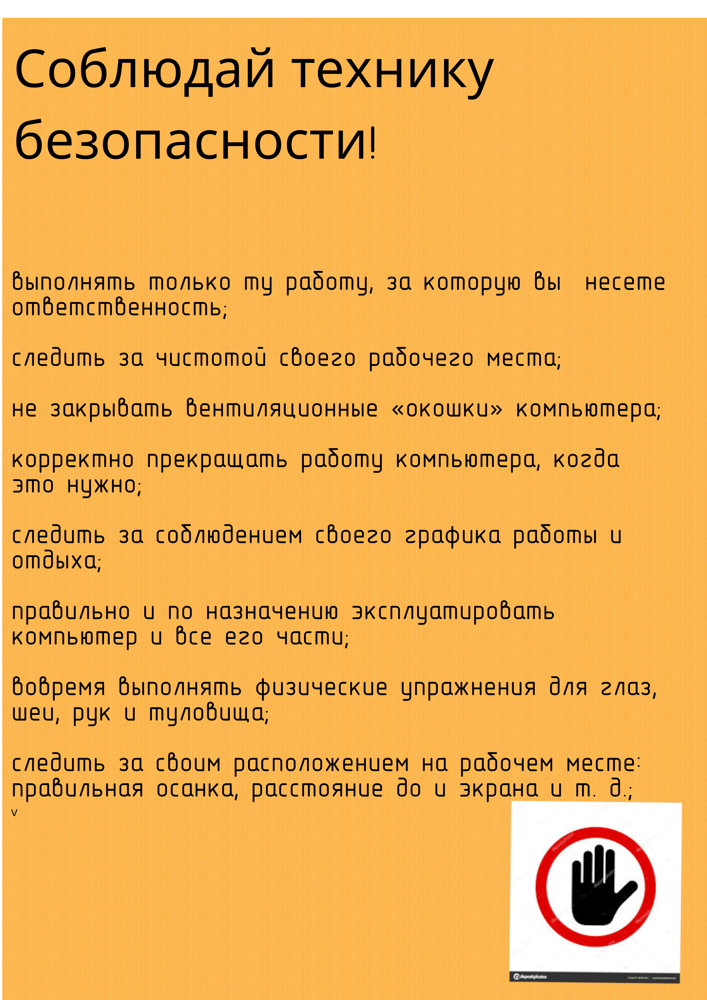 Соблюдай технику
безопасности!
выполнять только ту работу, за которую вы  несете
ответственность;
следить за чистотой своего рабочего места;
не закрывать вентиляционные «окошки» компьютера;
корректно прекращать работу компьютера, когда
это нужно;
следить за соблюдением своего графика работы и
отдыха;
правильно и по назначению эксплуатировать
компьютер и все его части;
вовремя выполнять физические упражнения для глаз,
шеи, рук и туловища;
следить за своим расположением на рабочем месте:
правильная осанка, расстояние до и экрана и т. д.;
v
depositphotos